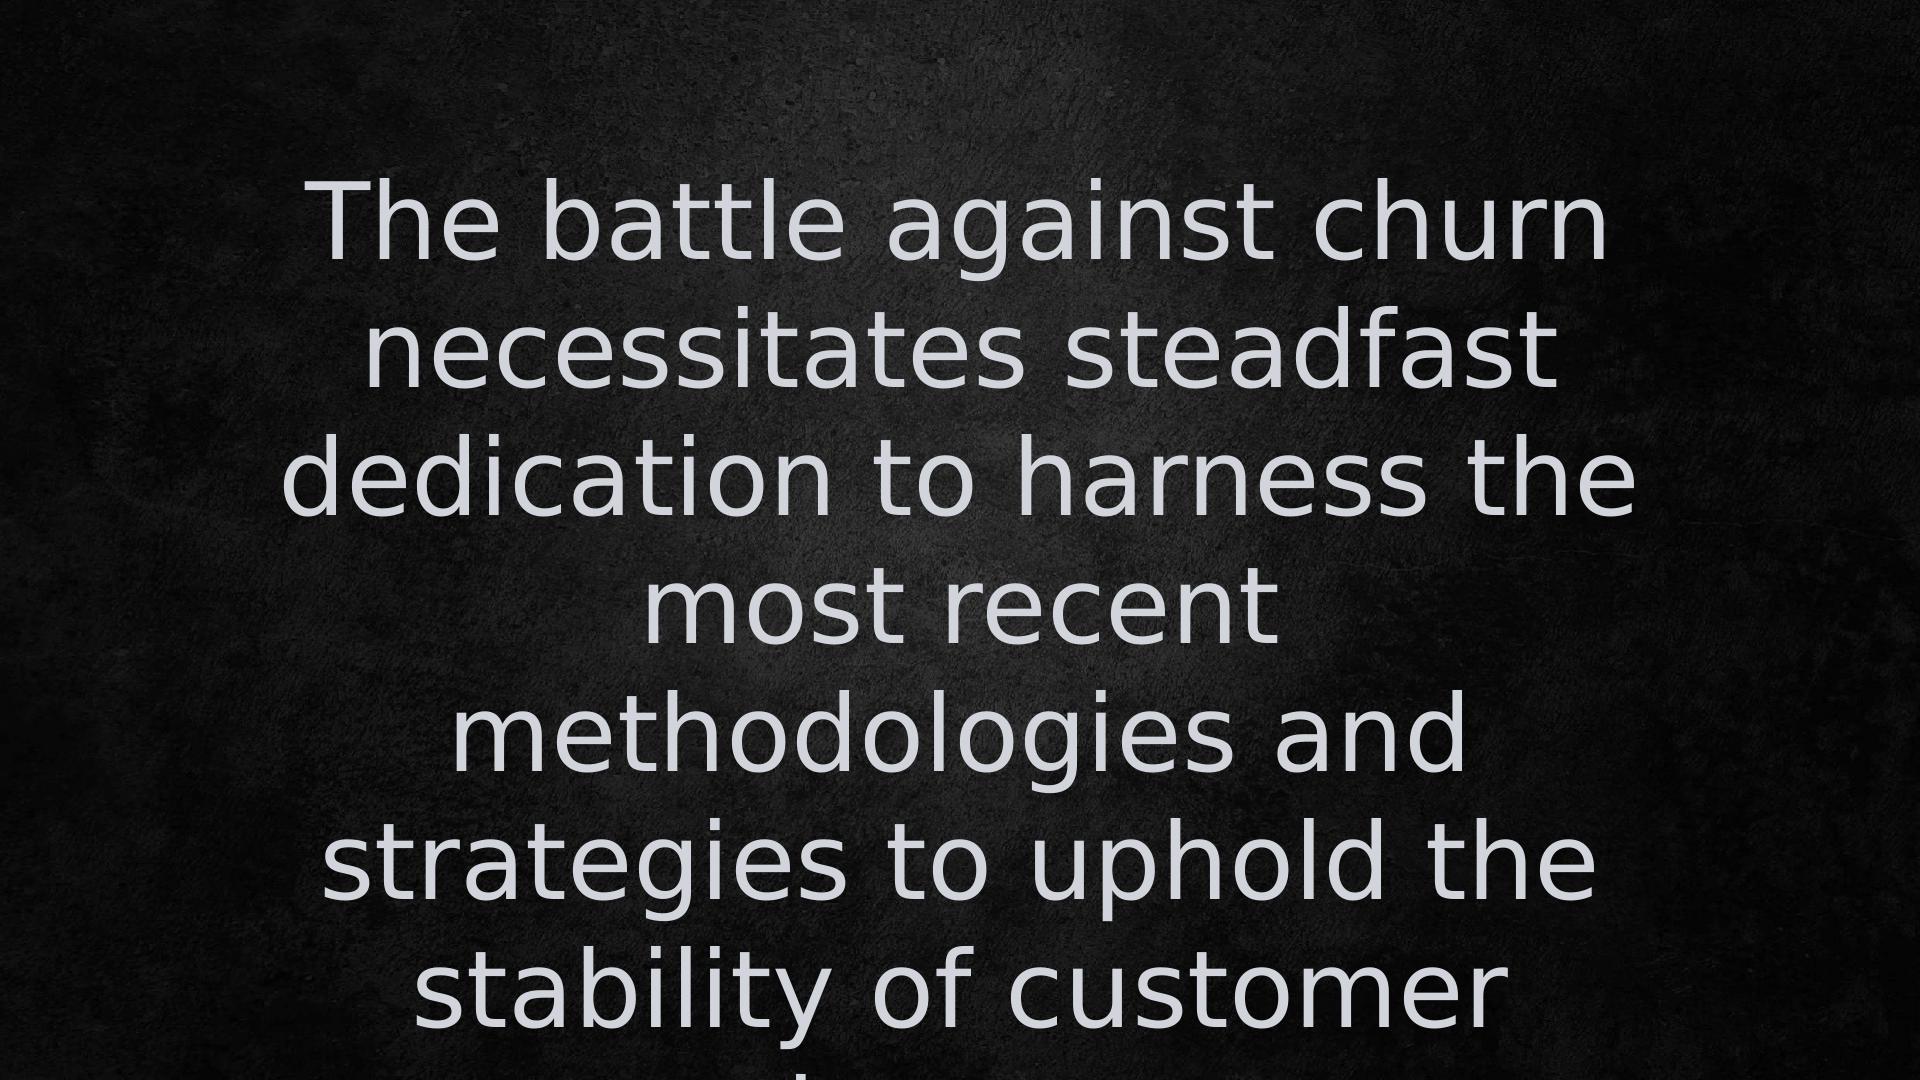 The battle against churn
necessitates steadfast
dedication to harness the
most recent
methodologies and
strategies to uphold the
stability of customer